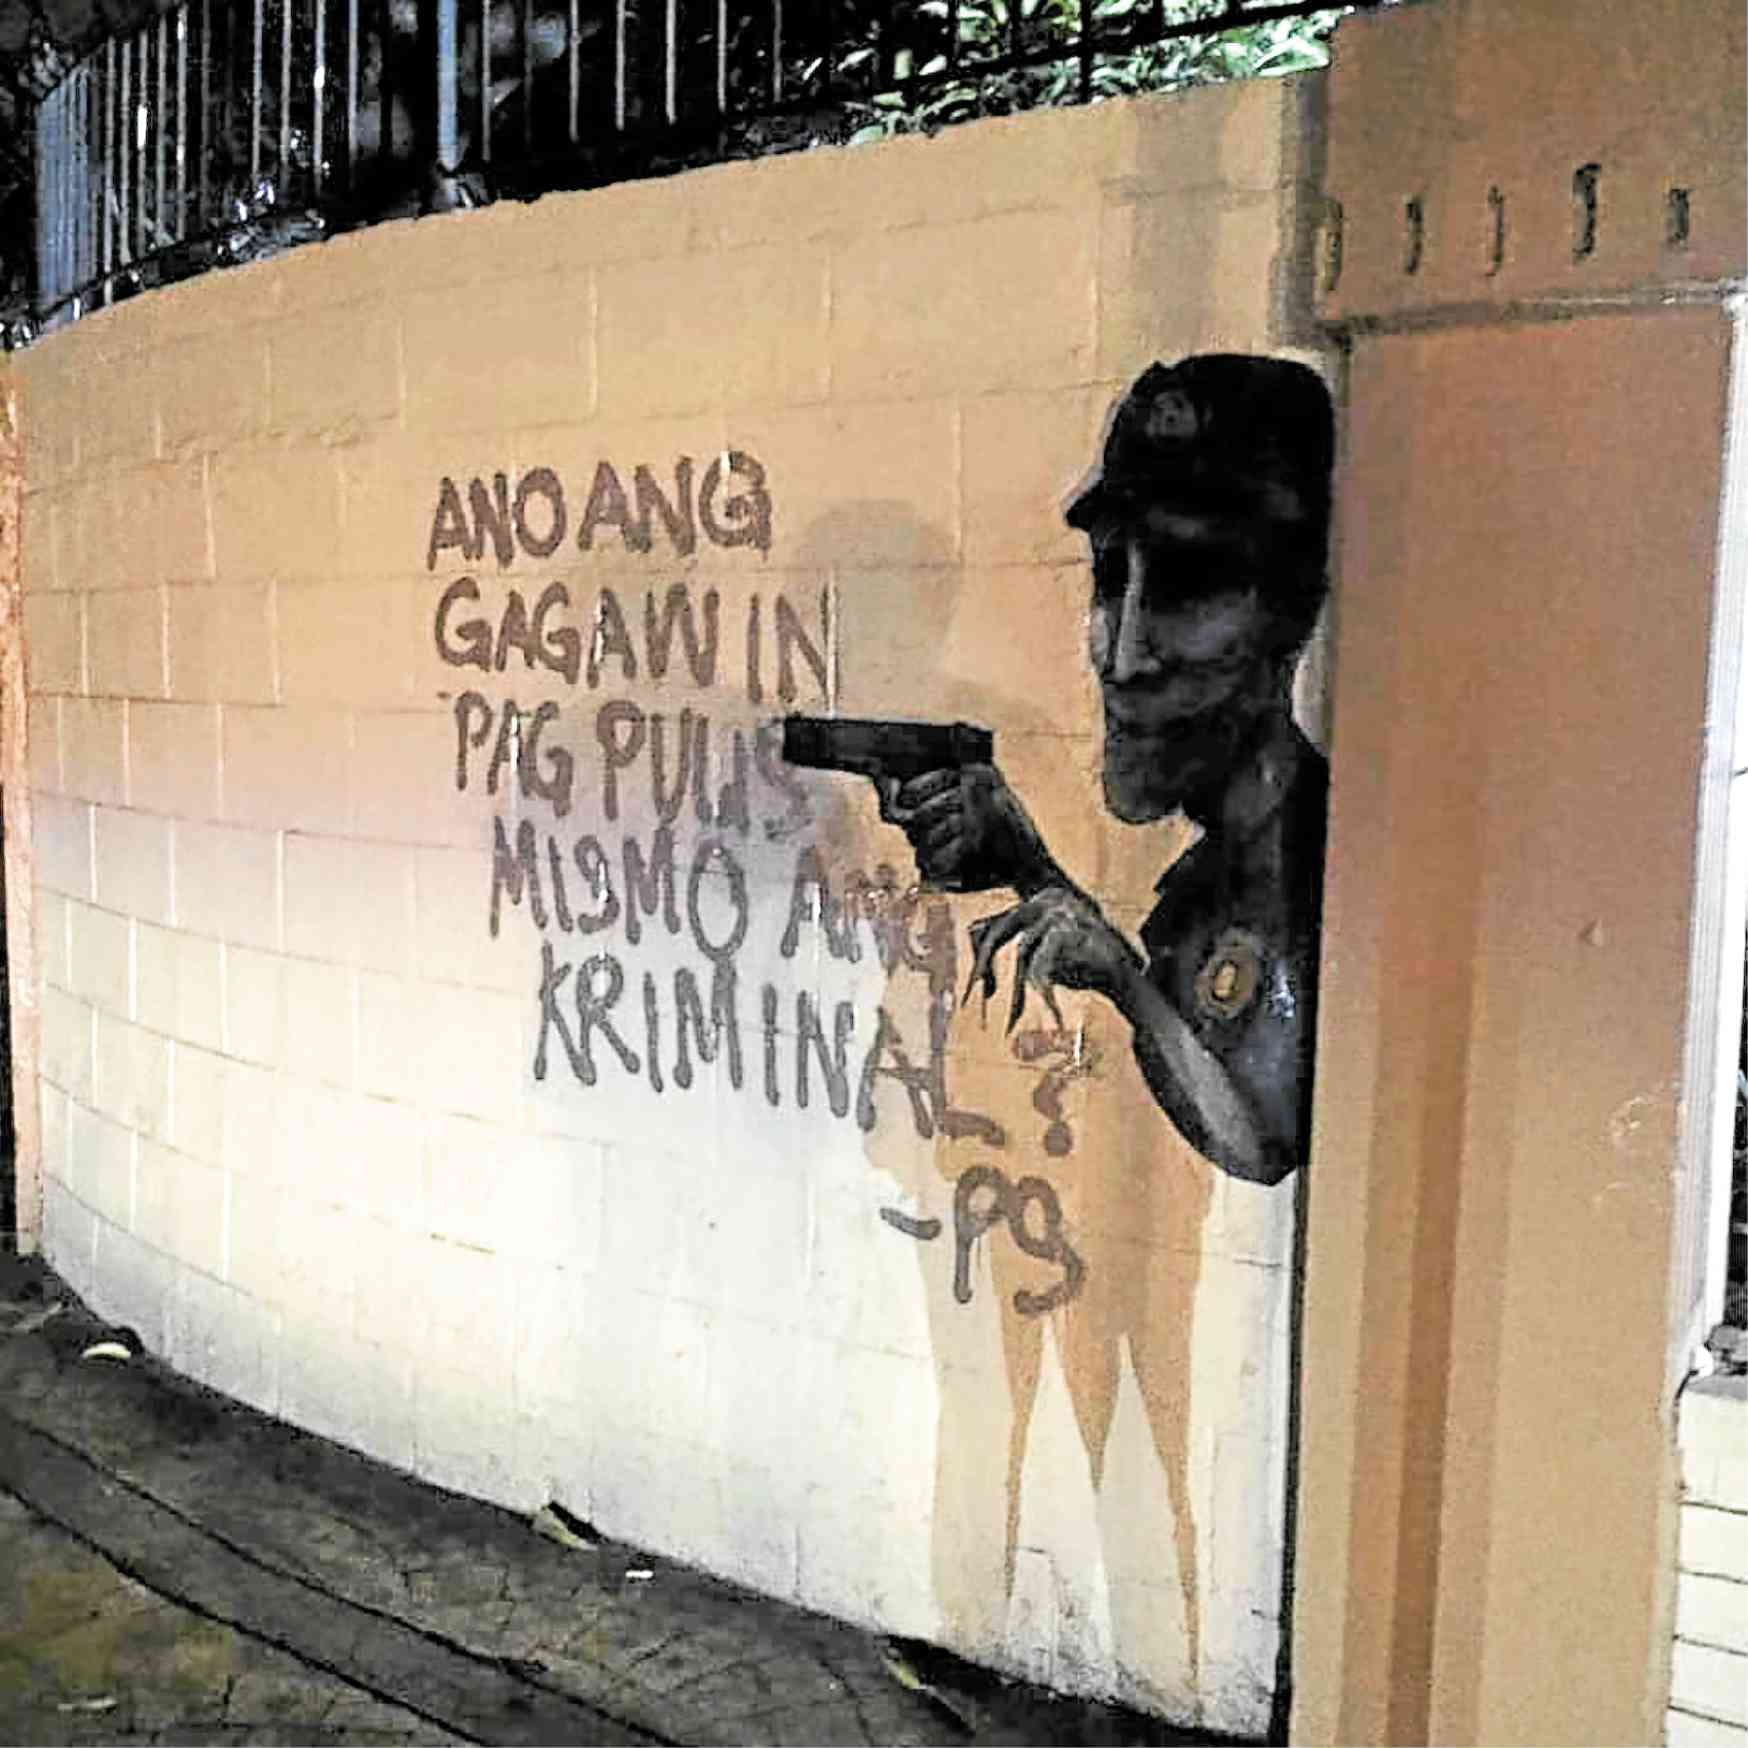 ANO ANG
GAGAWIN
'PAG PULIS
MISMO ANG
KRIMINAL?
-PG